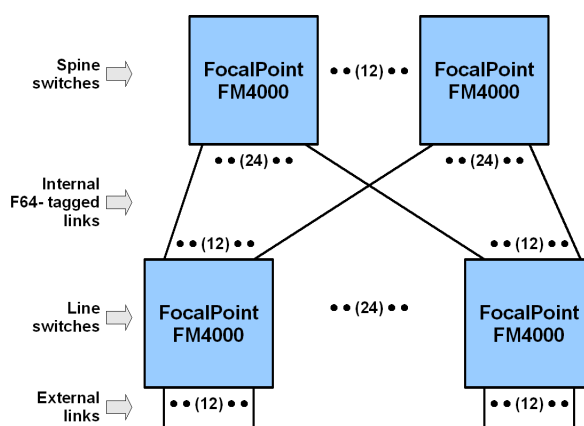 Spine
switches
FocalPoint
FM4000
●●(12)●●
FocalPoint
FM4000
Internal
F64- tagged
links
●●(24)●●
●●(24)●●
●●(12)●●
●●(12)●●
Line
switches
FocalPoint
FM4000
●●(24)●●
FocalPoint
FM4000
External
links
●●(12)●●
●●(12)●●